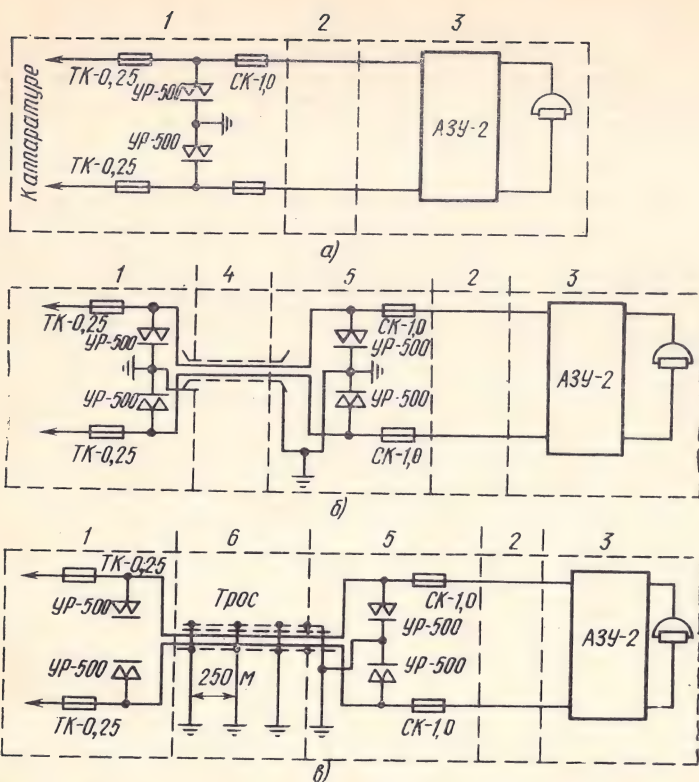 1 2 3
К аппаратуре
ТК-0,25
УР-500
СК-1,0
УР-500
ТК-0,25
АЗУ-2
а)
1 4 5 2 3
ТК-0,25
УР-500
УР-500
ТК-0,25
СК-1,0
УР-500
УР-500
СК-1,0
АЗУ-2
б)
1 6 5 2 3
ТК-0,25
УР-500
УР-500
ТК-0,25
Трос
250 М
СК-1,0
УР-500
УР-500
СК-1,0
АЗУ-2
в)